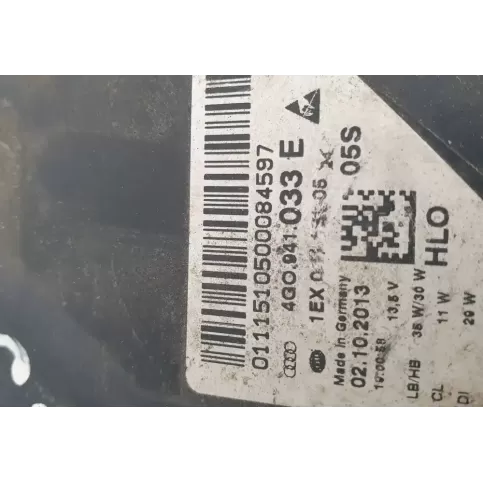 01115105000084597
4G0.941.033 E
1EX 05S
Made in Germany
02.10.2013
HLO
13,5 V
LB/HB 35 W/30 W
CL 11 W
DI 29 W